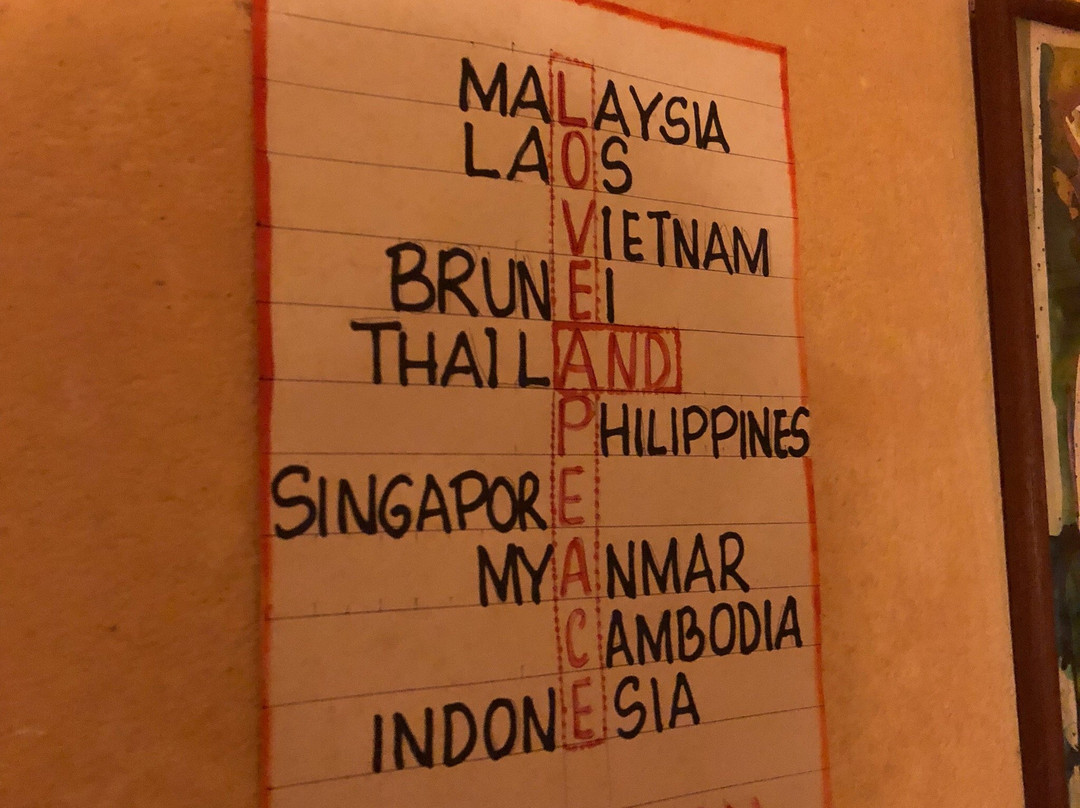 MALAYSIA
LAOS
VIETNAM
BRUNEI
THAILAND
PHILIPPINES
SINGAPORE
MYANMAR
CAMBODIA
INDONESIA